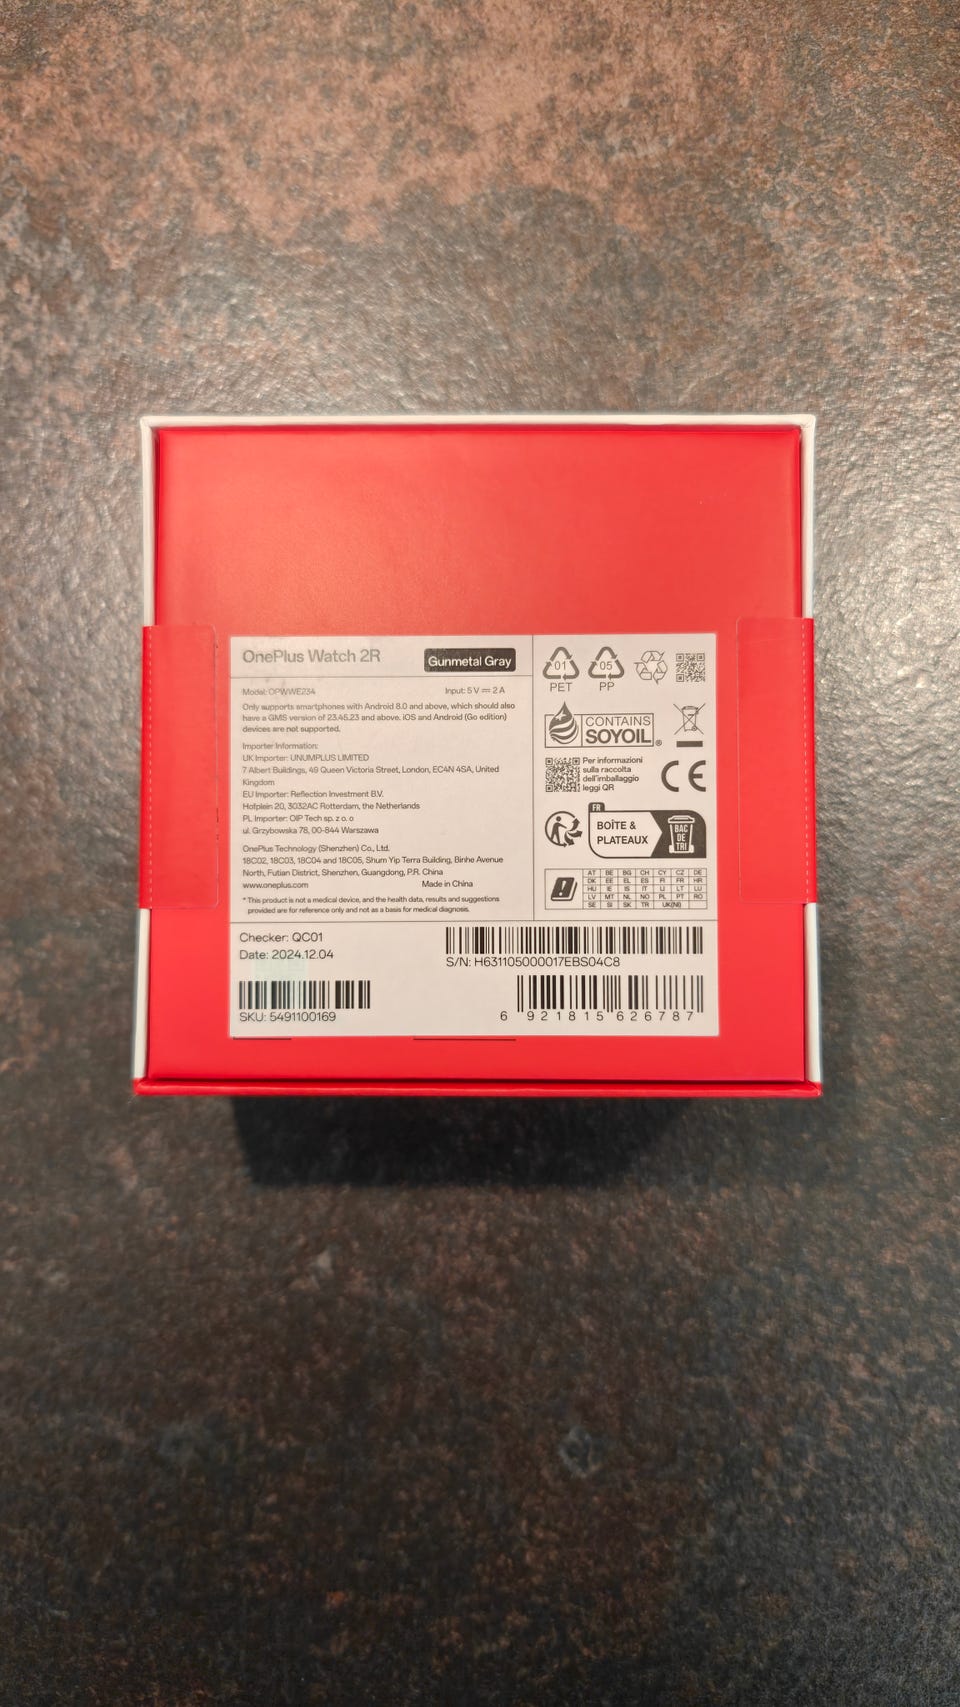 OnePlus Watch 2R
Gunmetal Gray
Model: OPWWE234
Input: 5 V ⎓ 2 A
Only supports smartphones with Android 8.0 and above, which should also
have a GMS version of 23.45.23 and above. iOS and Android (Go edition)
devices are not supported.
Importer Information:
UK Importer: UNUMPLUS LIMITED
7 Albert Buildings, 49 Queen Victoria Street, London, EC4N 4SA, United
Kingdom
EU Importer: Reflection Investment B.V.
Hofplein 20, 3032AC Rotterdam, the Netherlands
PL Importer: OIP Tech sp. z o. o
ul. Grzybowska 78, 00-844 Warszawa
OnePlus Technology (Shenzhen) Co., Ltd.
18C02, 18C03, 18C04 and 18C05, Shum Yip Terra Building, Binhe Avenue
North, Futian District, Shenzhen, Guangdong, P.R. China
www.oneplus.com
Made in China
* This product is not a medical device, and the health data, results and suggestions
provided are for reference only and not as a basis for medical diagnosis.
01
PET
05
PP
CONTAINS
SOYOIL®
Per informazioni
sulla raccolta
dell'imballaggio
leggi QR
CE
FR
BOÎTE &
PLATEAUX
BAC
DE
TRI
AT BE BG CH CY CZ DE
DK EE EL ES FI FR HR
HU IE IS IT LI LT LU
LV MT NL NO PL PT RO
SE SI SK TR UK(NI)
Checker: QC01
Date: 2024.12.04
S/N: H631105000017EBS04C8
SKU: 5491100169
6 921815 626787